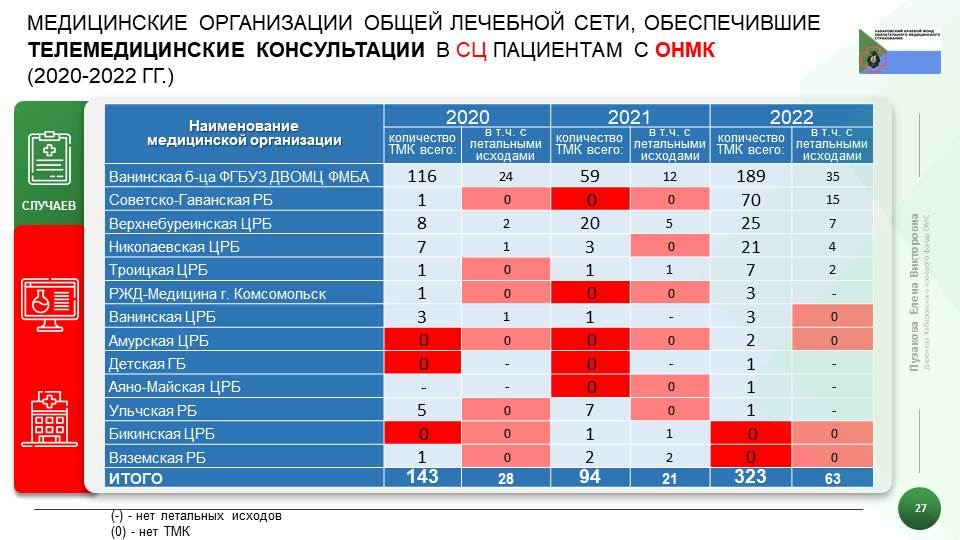 МЕДИЦИНСКИЕ ОРГАНИЗАЦИИ ОБЩЕЙ ЛЕЧЕБНОЙ СЕТИ, ОБЕСПЕЧИВШИЕ
ТЕЛЕМЕДИЦИНСКИЕ КОНСУЛЬТАЦИИ В СЦ ПАЦИЕНТАМ С ОНМК
(2020-2022 ГГ.)
ХАБАРОВСКИЙ КРАЕВОЙ ФОНД
ОБЯЗАТЕЛЬНОГО МЕДИЦИНСКОГО
СТРАХОВАНИЯ
СЛУЧАЕВ
Наименование медицинской организации 2020 2021 2022
количество ТМК всего: в т.ч. с летальными исходами количество ТМК всего: в т.ч. с летальными исходами количество ТМК всего: в т.ч. с летальными исходами
Ванинская б-ца ФГБУЗ ДВОМЦ ФМБА 116 24 59 12 189 35
Советско-Гаванская РБ 1 0 0 0 70 15
Верхнебуреинская ЦРБ 8 2 20 5 25 7
Николаевская ЦРБ 7 1 3 0 21 4
Троицкая ЦРБ 1 0 1 1 7 2
РЖД-Медицина г. Комсомольск 1 0 0 0 3 -
Ванинская ЦРБ 3 1 1 - 3 0
Амурская ЦРБ 0 0 0 0 2 0
Детская ГБ 0 - 0 - 1 -
Аяно-Майская ЦРБ - - 0 0 1 -
Ульчская РБ 5 0 7 0 1 -
Бикинская ЦРБ 0 0 1 1 0 0
Вяземская РБ 1 0 2 2 0 0
ИТОГО 143 28 94 21 323 63
Пузакова Елена Викторовна
Директор Хабаровского краевого фонда ОМС
27
(-) - нет летальных исходов
(0) - нет ТМК